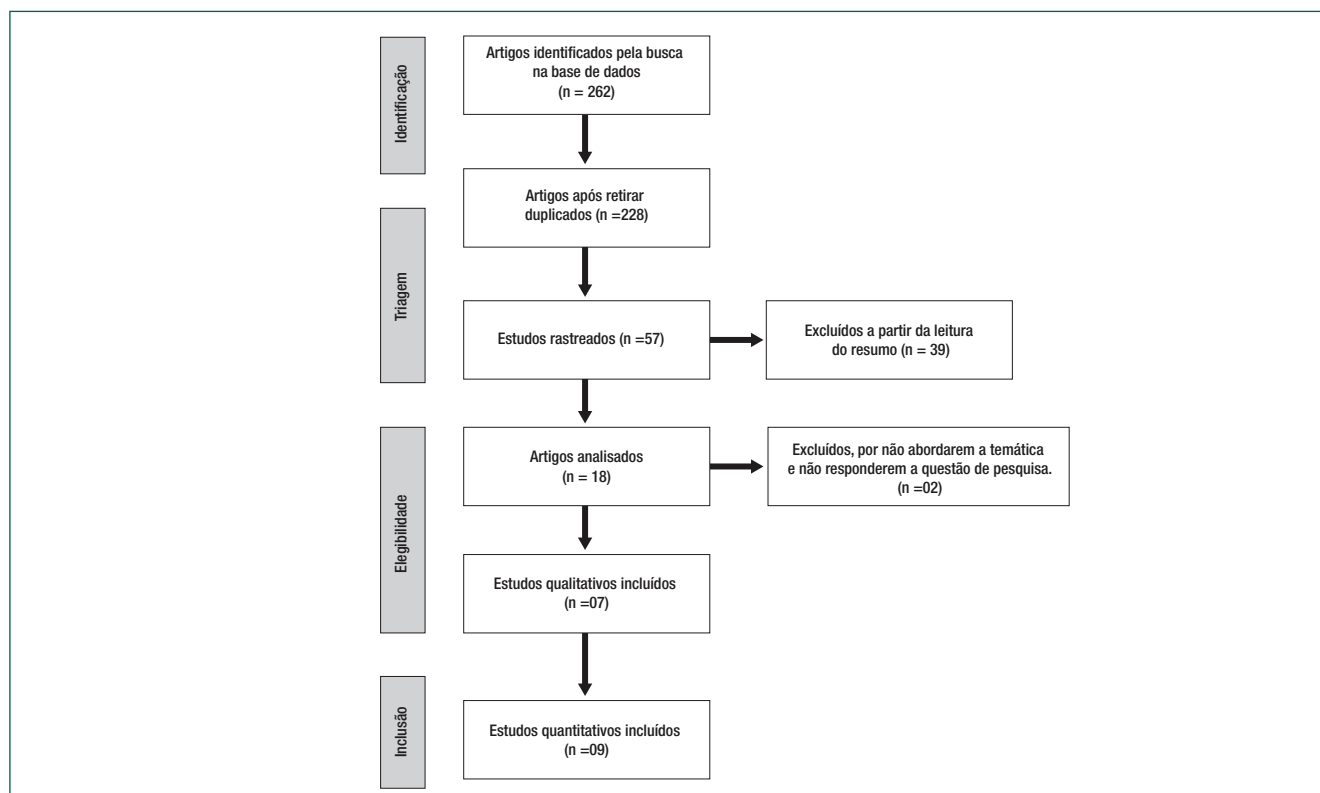 Identificação
Artigos identificados pela busca
na base de dados
(n = 262)
Artigos após retirar
duplicados (n =228)
Triagem
Estudos rastreados (n =57)
Excluídos a partir da leitura
do resumo (n = 39)
Elegibilidade
Artigos analisados
(n = 18)
Excluídos, por não abordarem a temática
e não responderem a questão de pesquisa.
(n =02)
Estudos qualitativos incluídos
(n =07)
Inclusão
Estudos quantitativos incluídos
(n =09)